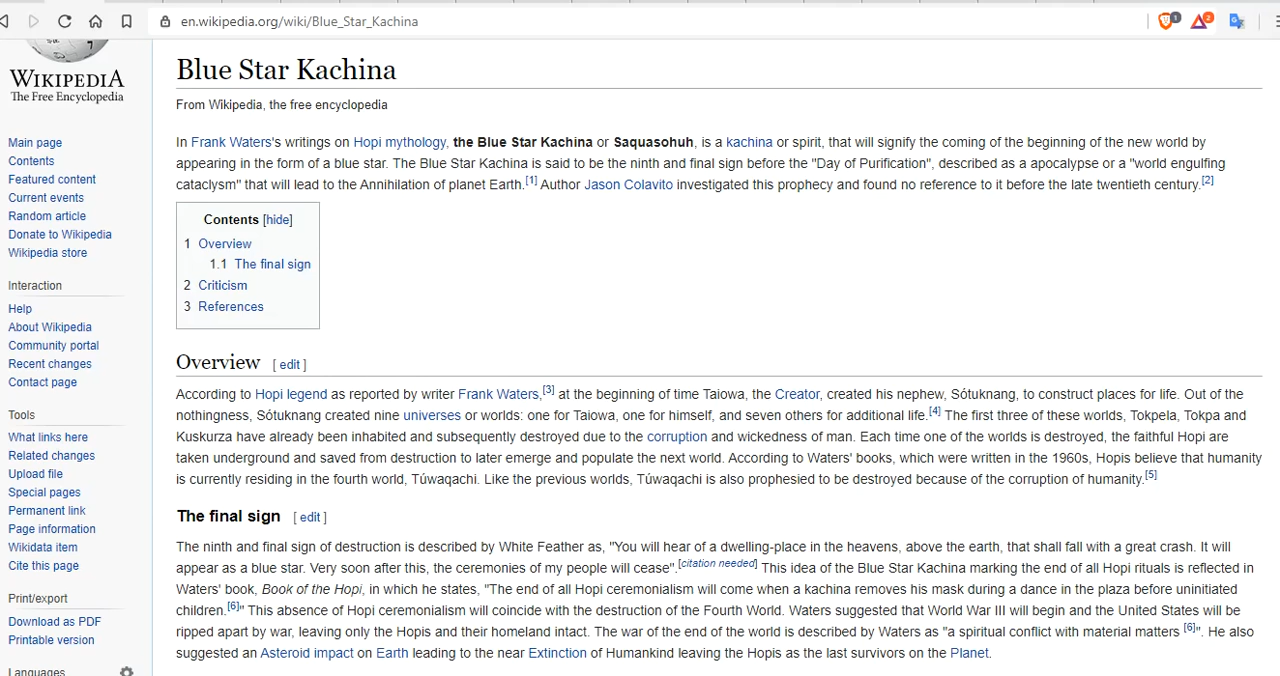 en.wikipedia.org/wiki/Blue_Star_Kachina
1
2
WIKIPEDIA
The Free Encyclopedia
Main page
Contents
Featured content
Current events
Random article
Donate to Wikipedia
Wikipedia store
Interaction
Help
About Wikipedia
Community portal
Recent changes
Contact page
Tools
What links here
Related changes
Upload file
Special pages
Permanent link
Page information
Wikidata item
Cite this page
Print/export
Download as PDF
Printable version
Languages
Blue Star Kachina
From Wikipedia, the free encyclopedia
In Frank Waters's writings on Hopi mythology, the Blue Star Kachina or Saquasohuh, is a kachina or spirit, that will signify the coming of the beginning of the new world by
appearing in the form of a blue star. The Blue Star Kachina is said to be the ninth and final sign before the "Day of Purification", described as a apocalypse or a "world engulfing
cataclysm" that will lead to the Annihilation of planet Earth.[1] Author Jason Colavito investigated this prophecy and found no reference to it before the late twentieth century.[2]
Contents [hide]
1 Overview
1.1 The final sign
2 Criticism
3 References
Overview [ edit ]
According to Hopi legend as reported by writer Frank Waters,[3] at the beginning of time Taiowa, the Creator, created his nephew, Sótuknang, to construct places for life. Out of the
nothingness, Sótuknang created nine universes or worlds: one for Taiowa, one for himself, and seven others for additional life.[4] The first three of these worlds, Tokpela, Tokpa and
Kuskurza have already been inhabited and subsequently destroyed due to the corruption and wickedness of man. Each time one of the worlds is destroyed, the faithful Hopi are
taken underground and saved from destruction to later emerge and populate the next world. According to Waters' books, which were written in the 1960s, Hopis believe that humanity
is currently residing in the fourth world, Túwaqachi. Like the previous worlds, Túwaqachi is also prophesied to be destroyed because of the corruption of humanity.[5]
The final sign [ edit ]
The ninth and final sign of destruction is described by White Feather as, "You will hear of a dwelling-place in the heavens, above the earth, that shall fall with a great crash. It will
appear as a blue star. Very soon after this, the ceremonies of my people will cease".[citation needed] This idea of the Blue Star Kachina marking the end of all Hopi rituals is reflected in
Waters' book, Book of the Hopi, in which he states, "The end of all Hopi ceremonialism will come when a kachina removes his mask during a dance in the plaza before uninitiated
children.[6]" This absence of Hopi ceremonialism will coincide with the destruction of the Fourth World. Waters suggested that World War III will begin and the United States will be
ripped apart by war, leaving only the Hopis and their homeland intact. The war of the end of the world is described by Waters as "a spiritual conflict with material matters [6]". He also
suggested an Asteroid impact on Earth leading to the near Extinction of Humankind leaving the Hopis as the last survivors on the Planet.